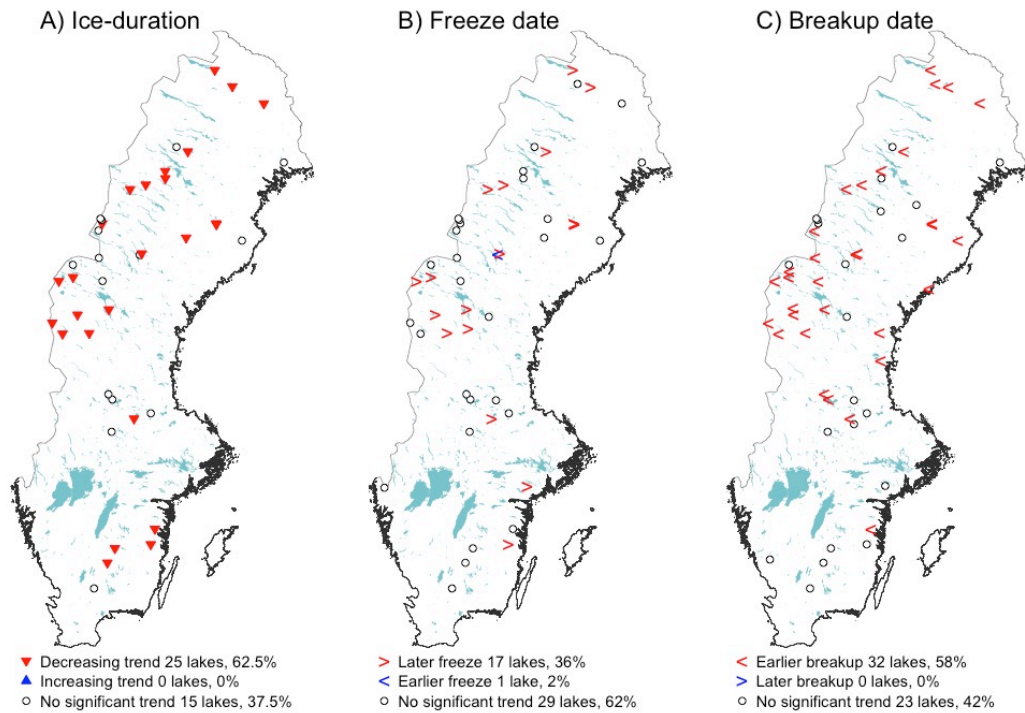 A) Ice-duration
B) Freeze date
C) Breakup date
Decreasing trend 25 lakes, 62.5%
Increasing trend 0 lakes, 0%
No significant trend 15 lakes, 37.5%
Later freeze 17 lakes, 36%
Earlier freeze 1 lake, 2%
No significant trend 29 lakes, 62%
Earlier breakup 32 lakes, 58%
Later breakup 0 lakes, 0%
No significant trend 23 lakes, 42%